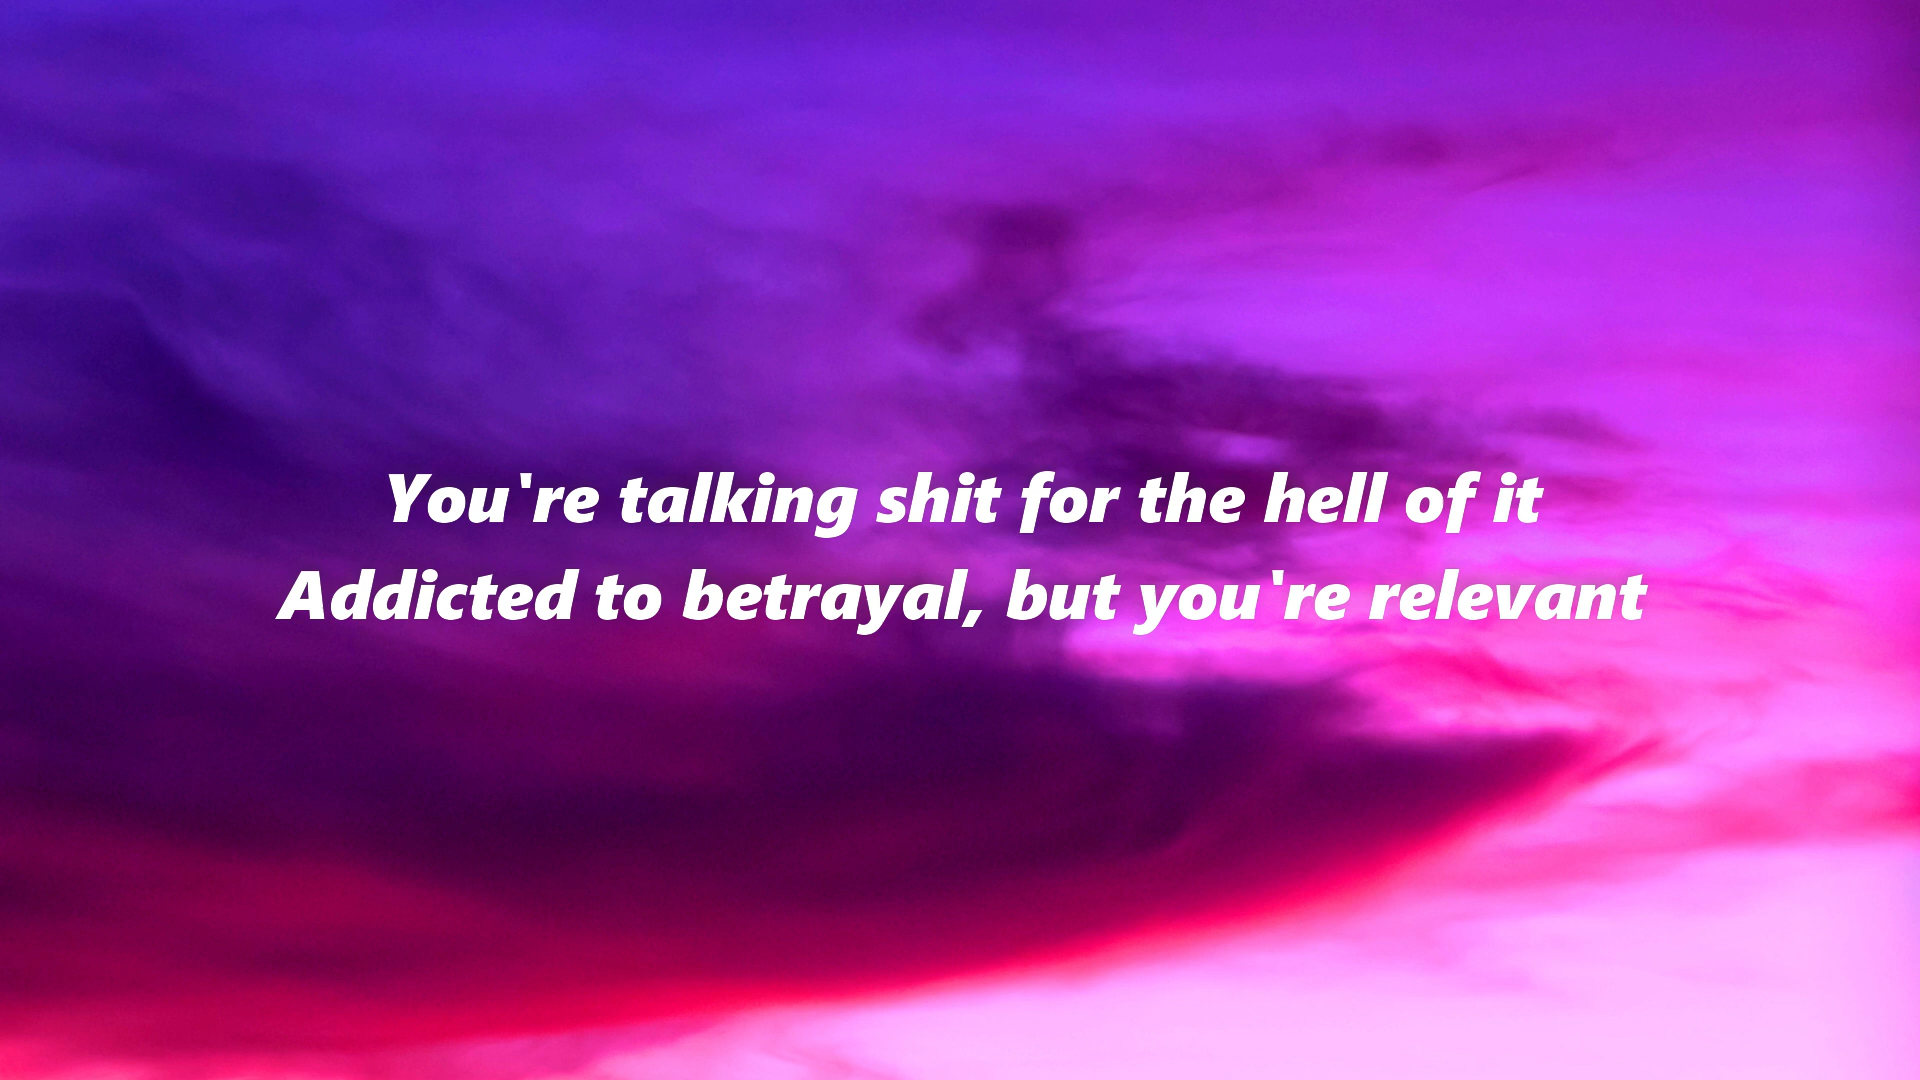 You're talking shit for the hell of it
Addicted to betrayal, but you're relevant